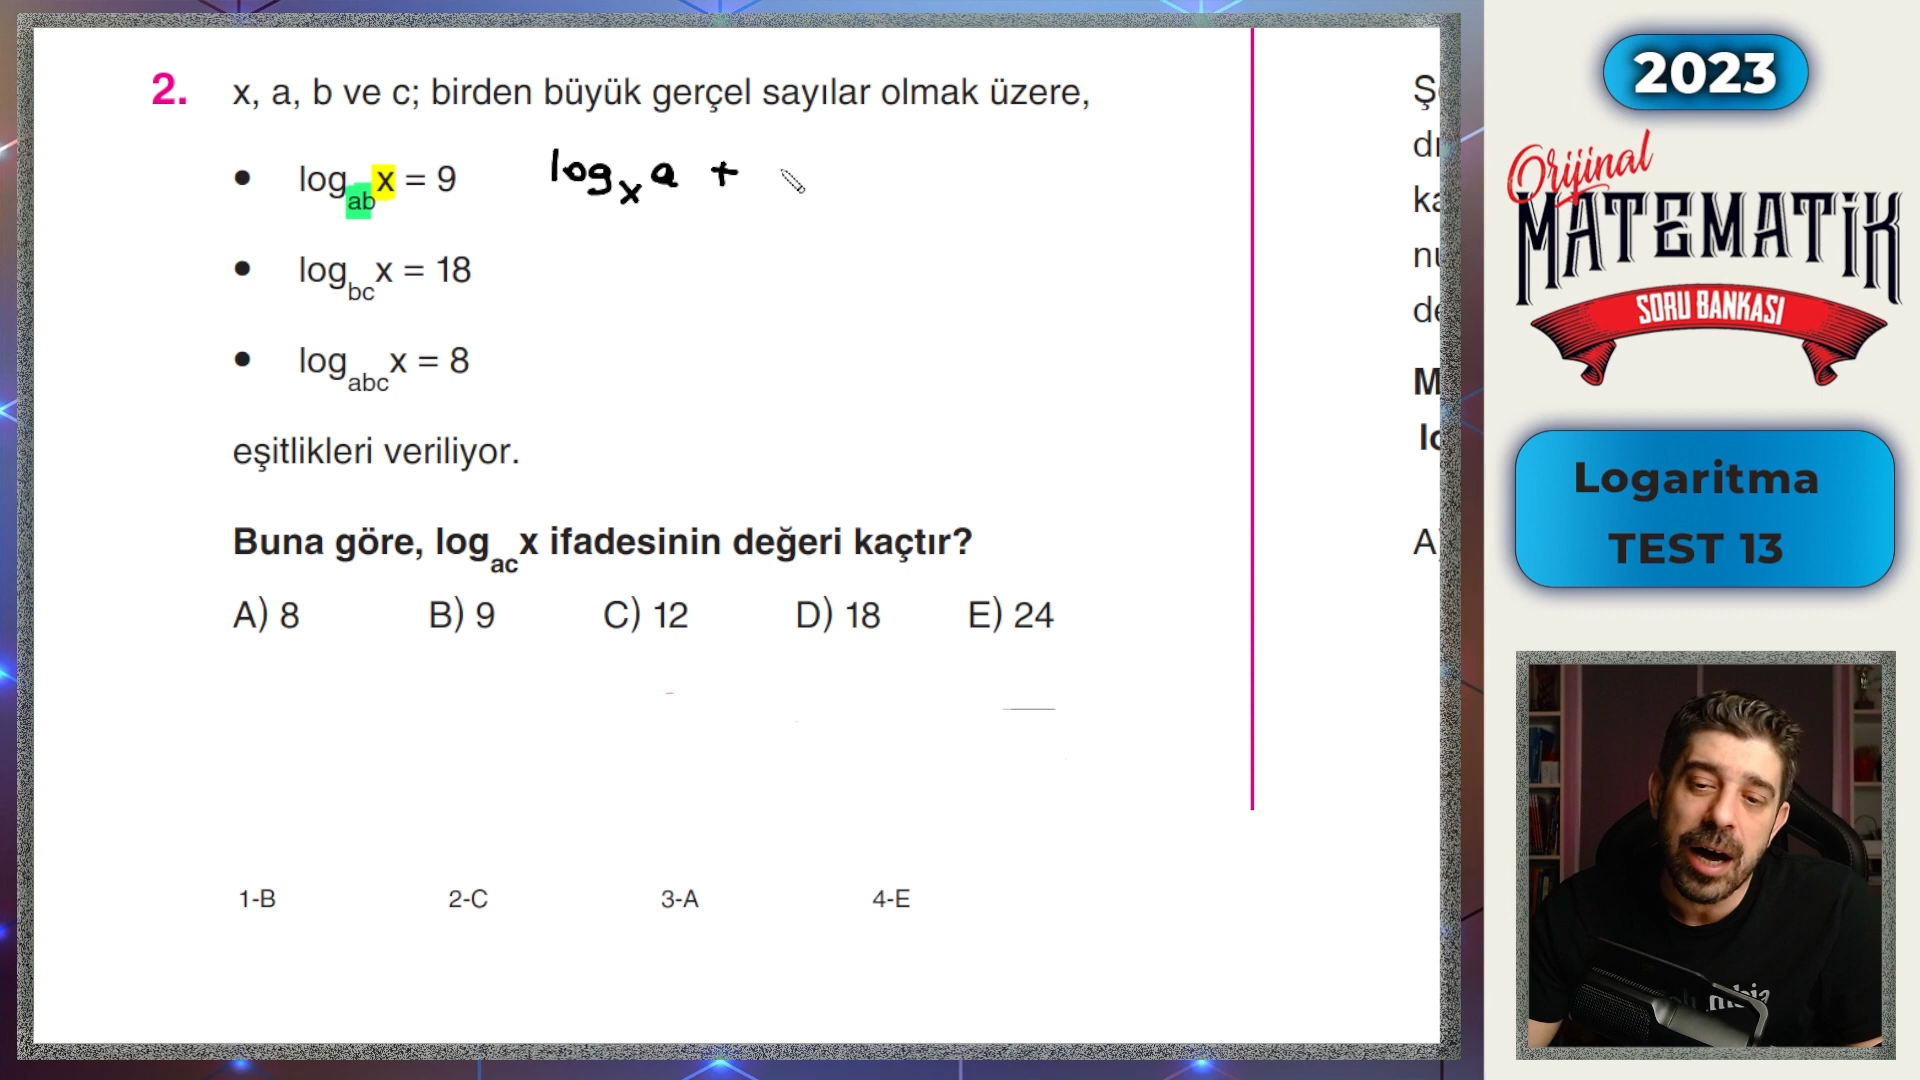 2. x, a, b ve c; birden büyük gerçel sayılar olmak üzere,
• log_ab x = 9 log_x a +
• log_bc x = 18
• log_abc x = 8
eşitlikleri veriliyor.
Buna göre, log_ac x ifadesinin değeri kaçtır?
A) 8 B) 9 C) 12 D) 18 E) 24
1-B 2-C 3-A 4-E
A)
2023
Orijinal
MATEMATİK
SORU BANKASI
Logaritma
TEST 13